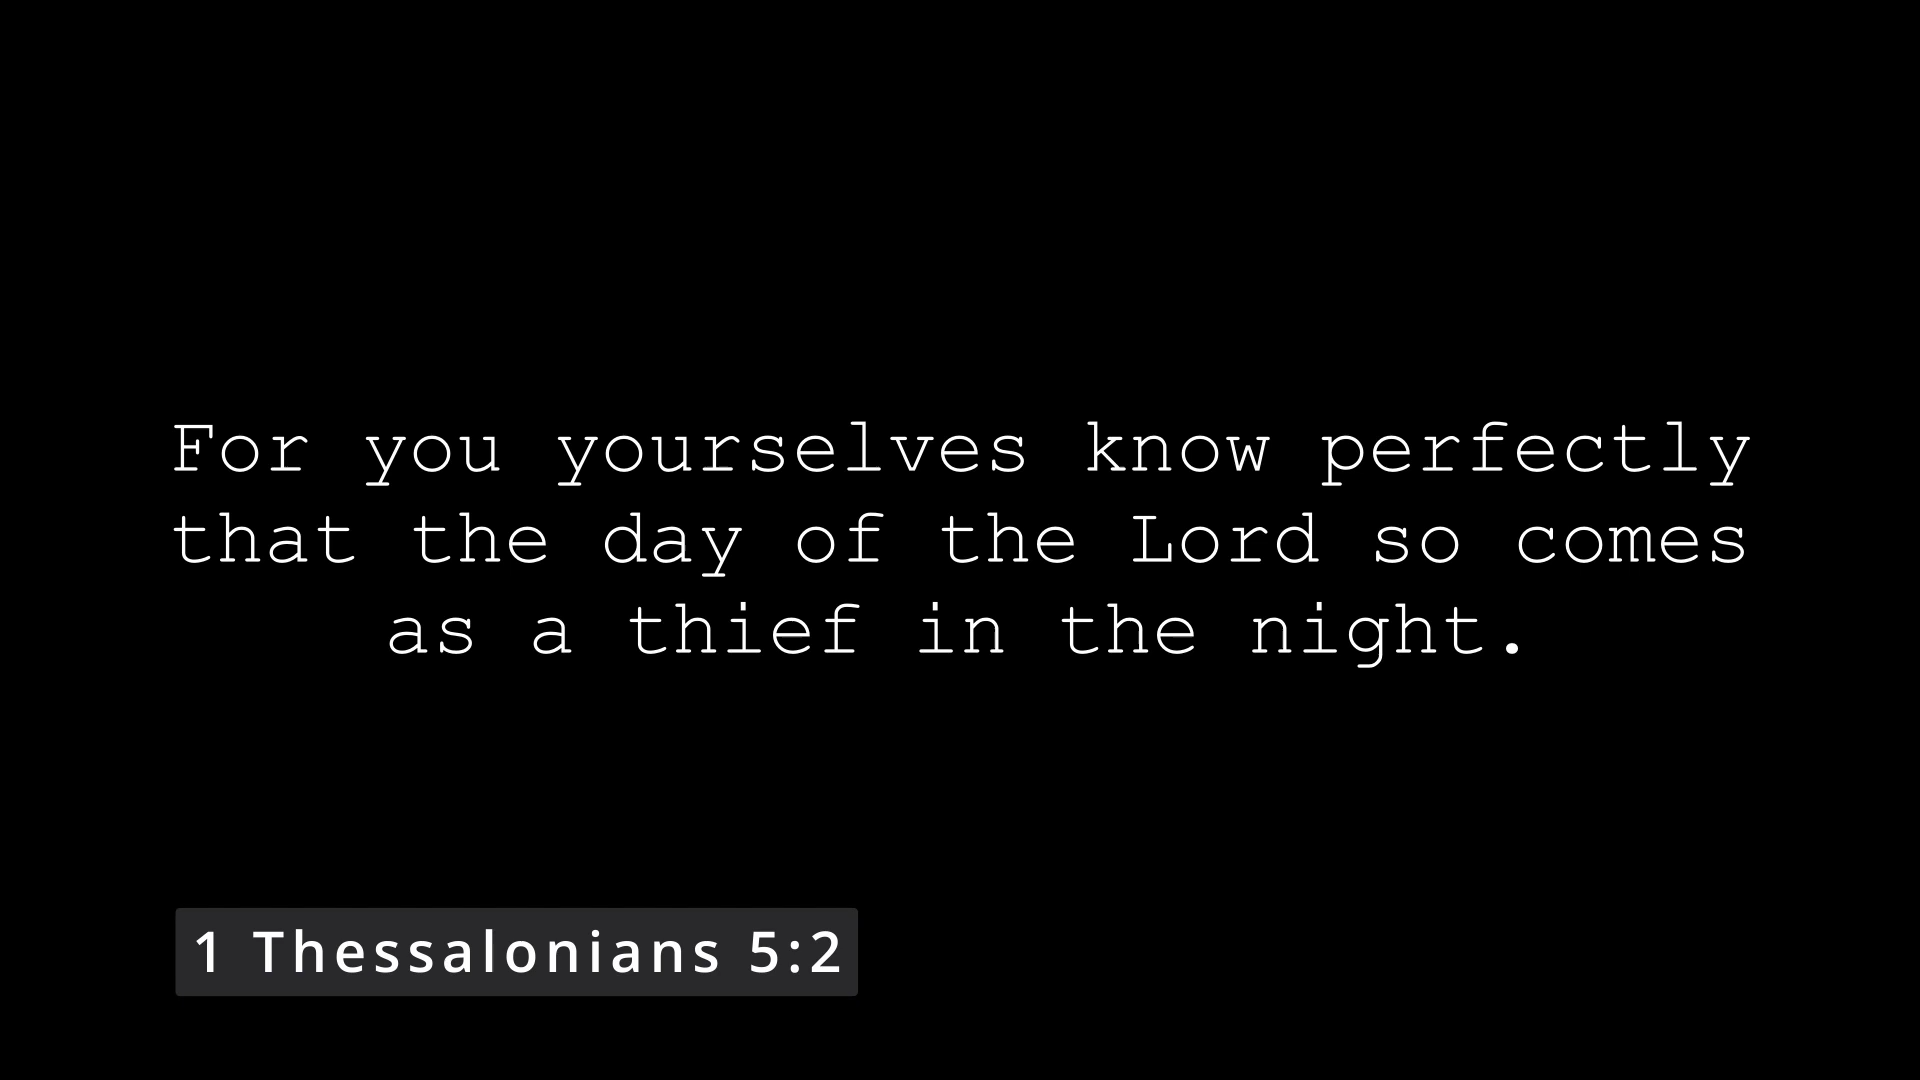 For you yourselves know perfectly
that the day of the Lord so comes
as a thief in the night.
1 Thessalonians 5:2